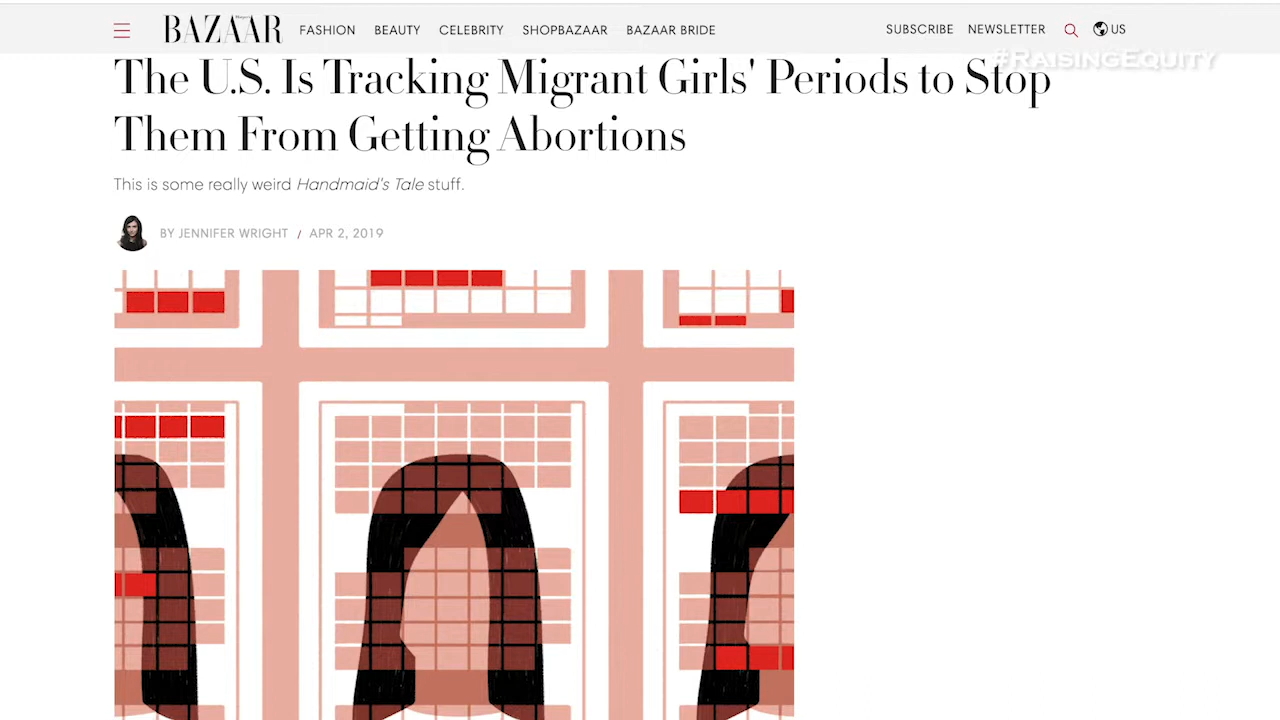 Harper's
BAZAAR FASHION BEAUTY CELEBRITY SHOPBAZAAR BAZAAR BRIDE SUBSCRIBE NEWSLETTER US
#RAISINGEQUITY
The U.S. Is Tracking Migrant Girls' Periods to Stop
Them From Getting Abortions
This is some really weird Handmaid's Tale stuff.
BY JENNIFER WRIGHT / APR 2, 2019